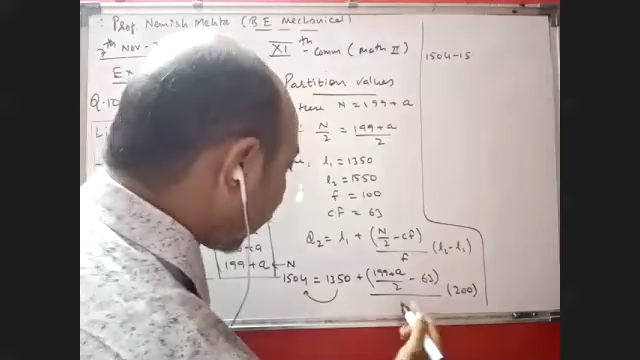 : Prof. Namish Mehta (BE Mechanical)
7th Nov-
XI th - Comm (Math II)
1504-15
Ex
Partition values
Q.10
here N = 199+a
N/2 = (199+a)/2
l₁ = 1350
l₂ = 1550
f = 100
cf = 63
Q₂ = l₁ + (N/2 - cf)/f (l₂-l₁)
199+a ← N
1504 = 1350 + ((199+a)/2 - 63) (200)